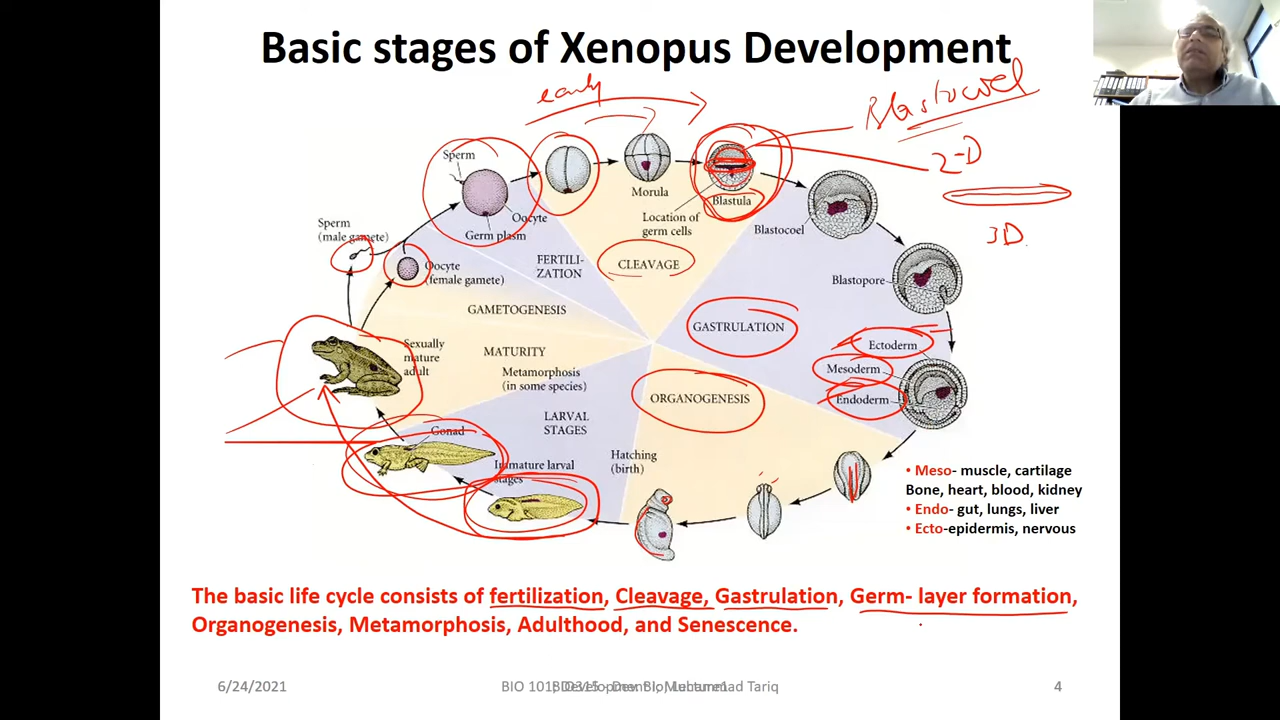 Basic stages of Xenopus Development
early
Blastocoel
2-D
3D
Sperm
Oocyte
Germ plasm
Morula
Blastula
Location of
germ cells
Blastocoel
Sperm
(male gamete)
Oocyte
(female gamete)
FERTILI-
ZATION
CLEAVAGE
Blastopore
GAMETOGENESIS
GASTRULATION
Ectoderm
Mesoderm
Endoderm
Sexually
mature
adult
MATURITY
Metamorphosis
(in some species)
ORGANOGENESIS
LARVAL
STAGES
Gonad
Immature larval
stages
Hatching
(birth)
• Meso- muscle, cartilage
Bone, heart, blood, kidney
• Endo- gut, lungs, liver
• Ecto-epidermis, nervous
The basic life cycle consists of fertilization, Cleavage, Gastrulation, Germ- layer formation,
Organogenesis, Metamorphosis, Adulthood, and Senescence.
6/24/2021
BIO 101
Muhammad Tariq
4